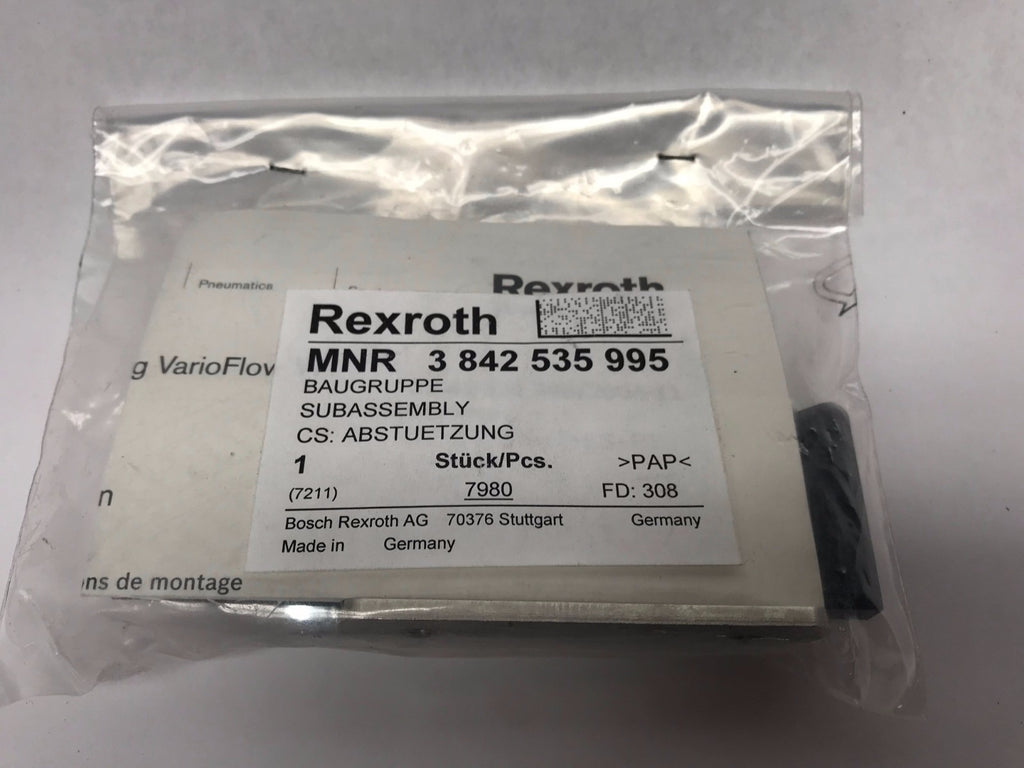 Pneumatics
Rexroth
g VarioFlow
n
ons de montage
Rexroth
MNR 3 842 535 995
BAUGRUPPE
SUBASSEMBLY
CS: ABSTUETZUNG
1 Stück/Pcs. >PAP<
(7211) 7980 FD: 308
Bosch Rexroth AG 70376 Stuttgart Germany
Made in Germany